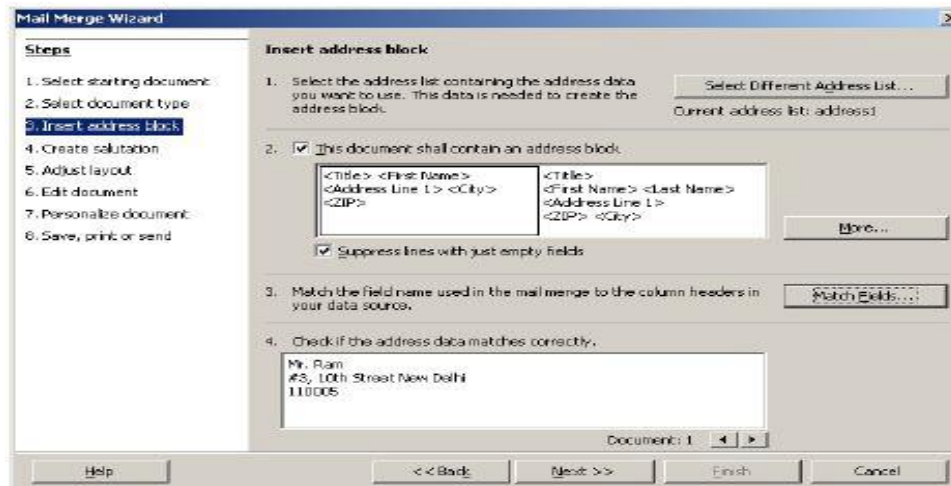 Mail Merge Wizard
Steps
1. Select starting document
2. Select document type
3. Insert address block
4. Create salutation
5. Adjust layout
6. Edit document
7. Personalize document
8. Save, print or send
Insert address block
1. Select the address list containing the address data
you want to use. This data is needed to create the
address block.
Select Different Address List...
Current address list: address1
2. This document shall contain an address block
<Title> <First Name>
<Address Line 1> <City>
<ZIP>
<Title>
<First Name> <Last Name>
<Address Line 1>
<ZIP> <City>
More...
Suppress lines with just empty fields
3. Match the field name used in the mail merge to the column headers in
your data source.
Match Fields...
4. Check if the address data matches correctly.
Mr. Ram
#3, 10th Street New Delhi
110005
Document: 1
Help
<< Back
Next >>
Finish
Cancel